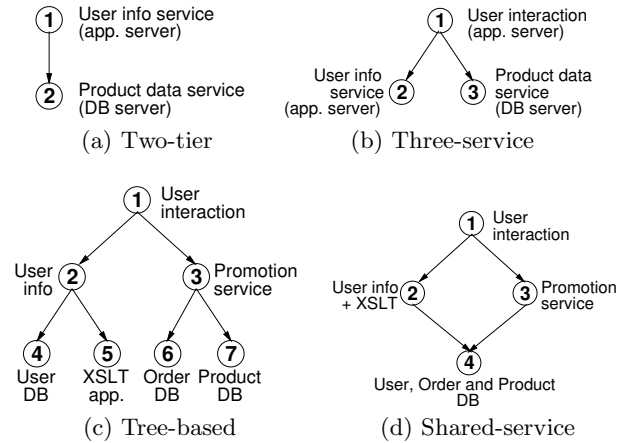 1 User info service
(app. server)
2 Product data service
(DB server)
(a) Two-tier
1 User interaction
(app. server)
User info
service
(app. server)
2
3
Product data
service
(DB server)
(b) Three-service
1 User
interaction
User
info
2
3
Promotion
service
4
5
6
7
User
DB
XSLT
app.
Order
DB
Product
DB
(c) Tree-based
1
User
interaction
User info
+ XSLT
2
3
Promotion
service
4
User, Order and Product
DB
(d) Shared-service